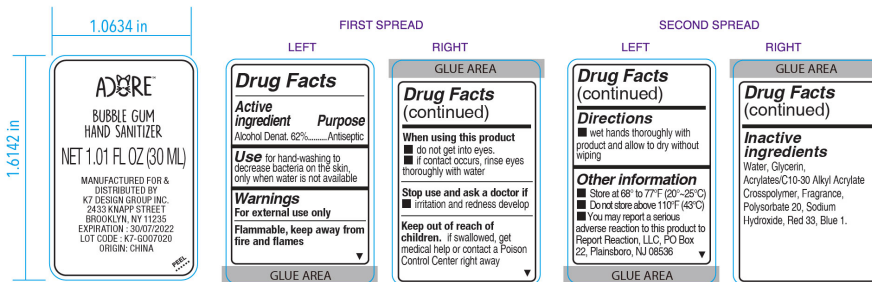 1.0634 in
1.6142 in
ADORE™
BUBBLE GUM
HAND SANITIZER
NET 1.01 FL OZ (30 ML)
MANUFACTURED FOR &
DISTRIBUTED BY
K7 DESIGN GROUP INC.
2433 KNAPP STREET
BROOKLYN, NY 11235
EXPIRATION : 30/07/2022
LOT CODE : K7-G007020
ORIGIN: CHINA
PEEL
FIRST SPREAD
LEFT
Drug Facts
Active
ingredient Purpose
Alcohol Denat. 62%.........Antiseptic
Use for hand-washing to
decrease bacteria on the skin,
only when water is not available
Warnings
For external use only
Flammable, keep away from
fire and flames
▼
GLUE AREA
RIGHT
GLUE AREA
Drug Facts
(continued)
When using this product
■ do not get into eyes.
■ if contact occurs, rinse eyes
thoroughly with water
Stop use and ask a doctor if
■ irritation and redness develop
Keep out of reach of
children. if swallowed, get
medical help or contact a Poison
Control Center right away
▼
SECOND SPREAD
LEFT
Drug Facts
(continued)
Directions
■ wet hands thoroughly with
product and allow to dry without
wiping
Other information
■ Store at 68° to 77°F (20°~25°C)
■ Do not store above 110°F (43°C)
■ You may report a serious
adverse reaction to this product to
Report Reaction, LLC, PO Box
22, Plainsboro, NJ 08536
▼
GLUE AREA
RIGHT
GLUE AREA
Drug Facts
(continued)
Inactive
ingredients
Water, Glycerin,
Acrylates/C10-30 Alkyl Acrylate
Crosspolymer, Fragrance,
Polysorbate 20, Sodium
Hydroxide, Red 33, Blue 1.